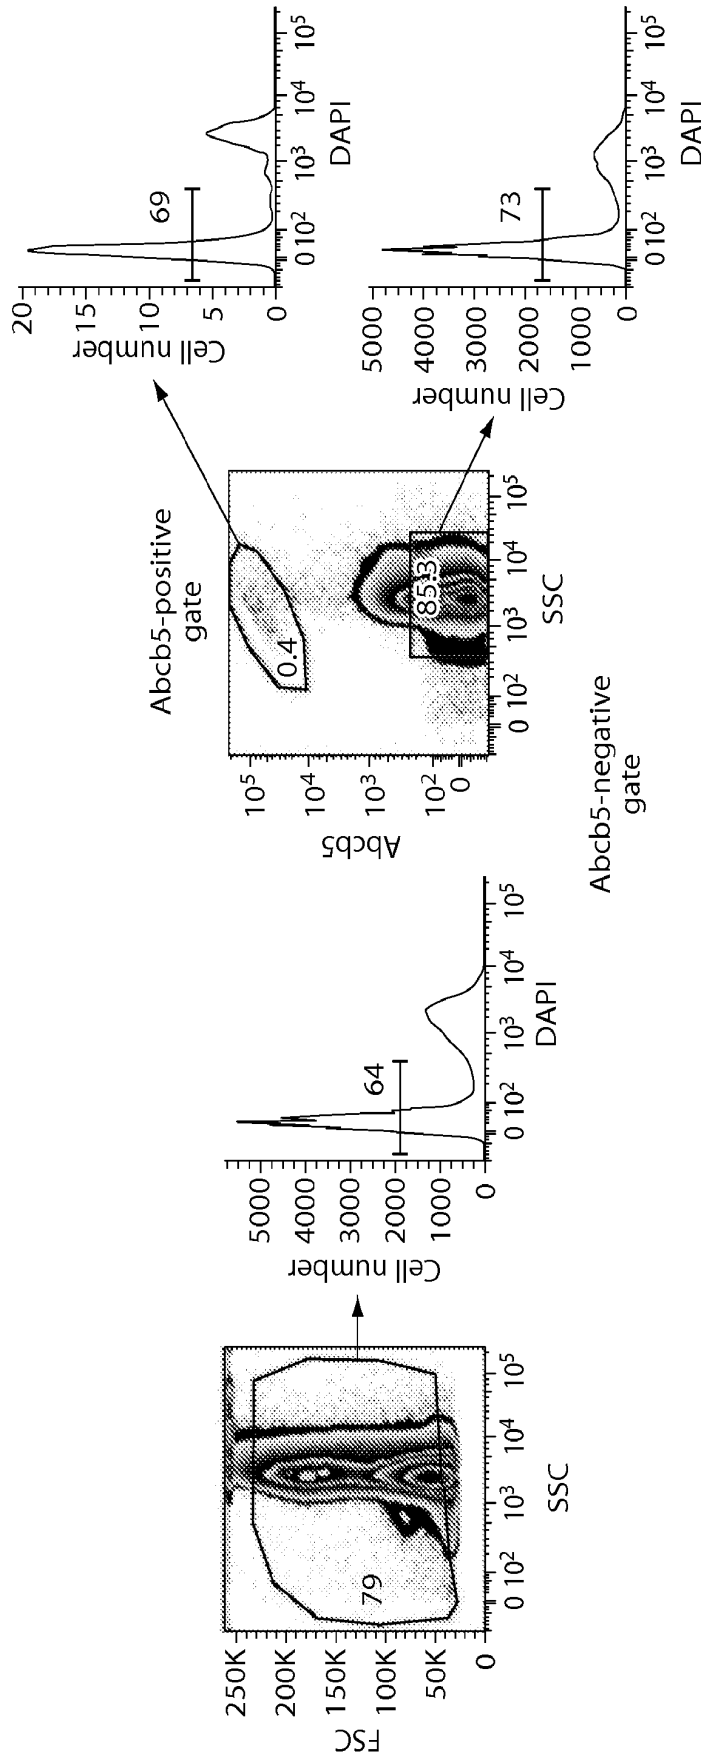 FSC
250K
200K
150K
100K
50K
0
79
0 10² 10³ 10⁴ 10⁵
SSC
Cell number
5000
4000
3000
2000
1000
0
64
0 10² 10³ 10⁴ 10⁵
DAPI
Abcb5-positive
gate
Abcb5
10⁵
10⁴
10³
10²
0
0.4
85.3
0 10² 10³ 10⁴ 10⁵
SSC
Abcb5-negative
gate
Cell number
20
15
10
5
0
69
0 10² 10³ 10⁴ 10⁵
DAPI
Cell number
5000
4000
3000
2000
1000
0
73
0 10² 10³ 10⁴ 10⁵
DAPI